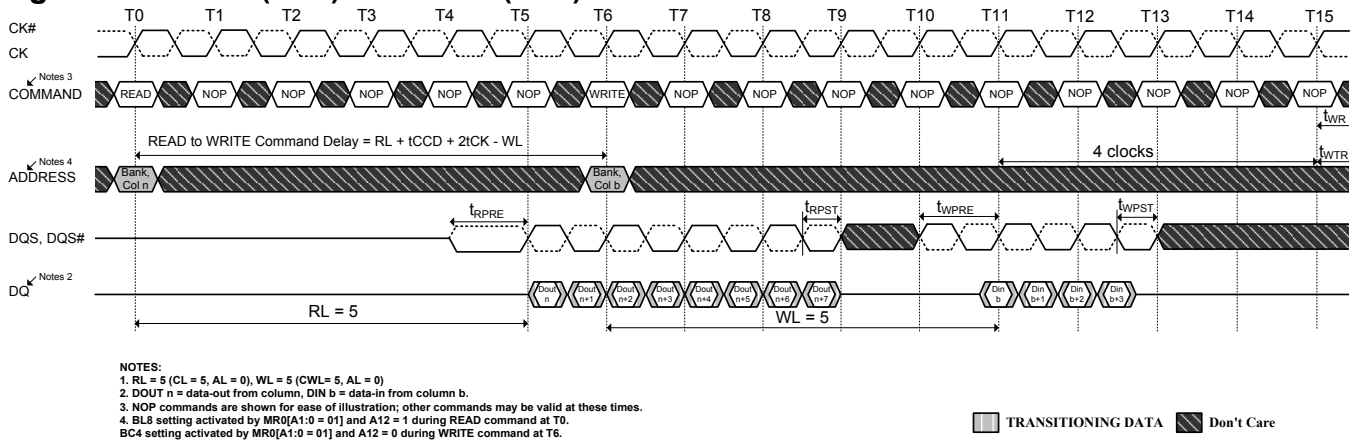 T0 T1 T2 T3 T4 T5 T6 T7 T8 T9 T10 T11 T12 T13 T14 T15
CK#
CK
Notes 3
COMMAND READ NOP NOP NOP NOP NOP WRITE NOP NOP NOP NOP NOP NOP NOP NOP NOP
tWR
READ to WRITE Command Delay = RL + tCCD + 2tCK - WL
4 clocks
tWTR
Notes 4
ADDRESS
Bank, Col n
Bank, Col b
tRPRE tRPST tWPRE tWPST
DQS, DQS#
Notes 2
DQ
Dout n Dout n+1 Dout n+2 Dout n+3 Dout n+4 Dout n+5 Dout n+6 Dout n+7 Din b Din b+1 Din b+2 Din b+3
RL = 5 WL = 5
NOTES:
1. RL = 5 (CL = 5, AL = 0), WL = 5 (CWL= 5, AL = 0)
2. DOUT n = data-out from column, DIN b = data-in from column b.
3. NOP commands are shown for ease of illustration; other commands may be valid at these times.
4. BL8 setting activated by MR0[A1:0 = 01] and A12 = 1 during READ command at T0.
BC4 setting activated by MR0[A1:0 = 01] and A12 = 0 during WRITE command at T6.
TRANSITIONING DATA Don't Care